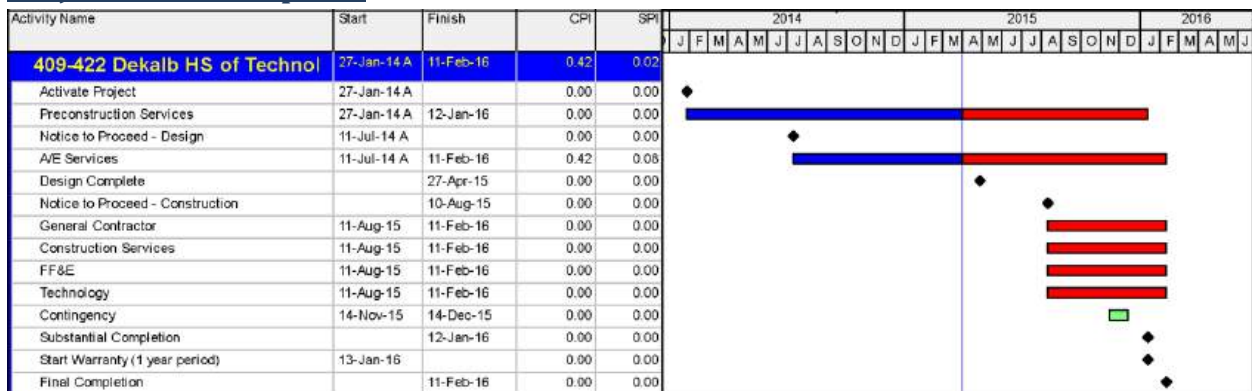 Activity Name Start Finish CPI SPI 2014 2015 2016
J F M A M J J A S O N D J F M A M J J A S O N D J F M A M J
409-422 Dekalb HS of Technol 27-Jan-14 A 11-Feb-16 0.42 0.02
Activate Project 27-Jan-14 A 0.00 0.00
Preconstruction Services 27-Jan-14 A 12-Jan-16 0.00 0.00
Notice to Proceed - Design 11-Jul-14 A 0.00 0.00
A/E Services 11-Jul-14 A 11-Feb-16 0.42 0.08
Design Complete 27-Apr-15 0.00 0.00
Notice to Proceed - Construction 10-Aug-15 0.00 0.00
General Contractor 11-Aug-15 11-Feb-16 0.00 0.00
Construction Services 11-Aug-15 11-Feb-16 0.00 0.00
FF&E 11-Aug-15 11-Feb-16 0.00 0.00
Technology 11-Aug-15 11-Feb-16 0.00 0.00
Contingency 14-Nov-15 14-Dec-15 0.00 0.00
Substantial Completion 12-Jan-16 0.00 0.00
Start Warranty (1 year period) 13-Jan-16 0.00 0.00
Final Completion 11-Feb-16 0.00 0.00